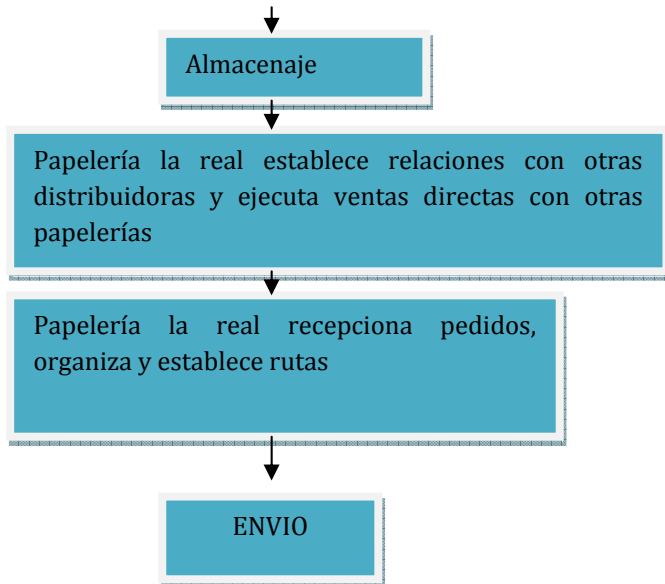 Almacenaje
Papelería la real establece relaciones con otras
distribuidoras y ejecuta ventas directas con otras
papelerías
Papelería la real recepciona pedidos,
organiza y establece rutas
ENVIO